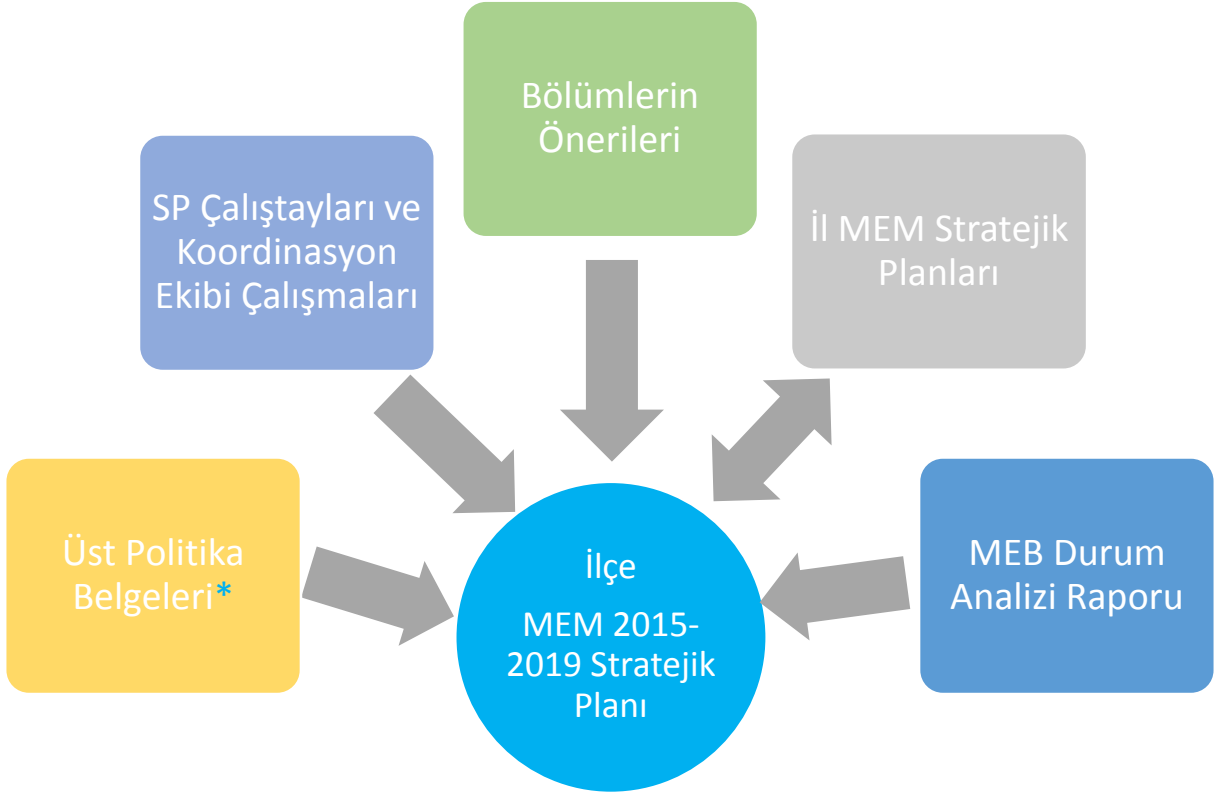 Bölümlerin
Önerileri
SP Çalıştayları ve
Koordinasyon
Ekibi Çalışmaları
İl MEM Stratejik
Planları
Üst Politika
Belgeleri*
MEB Durum
Analizi Raporu
İlçe
MEM 2015-
2019 Stratejik
Planı